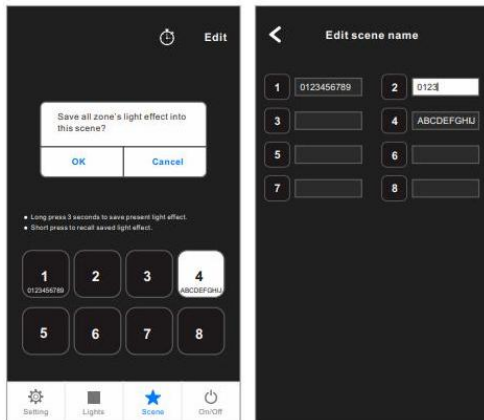 Edit
Save all zone's light effect into
this scene?
OK Cancel
● Long press 3 seconds to save present light effect.
● Short press to recall saved light effect.
1 2 3 4
0123456789 ABCDEFGHIJ
5 6 7 8
Setting Lights Scene On/Off
Edit scene name
1 0123456789 2 0123
3 4 ABCDEFGHIJ
5 6
7 8